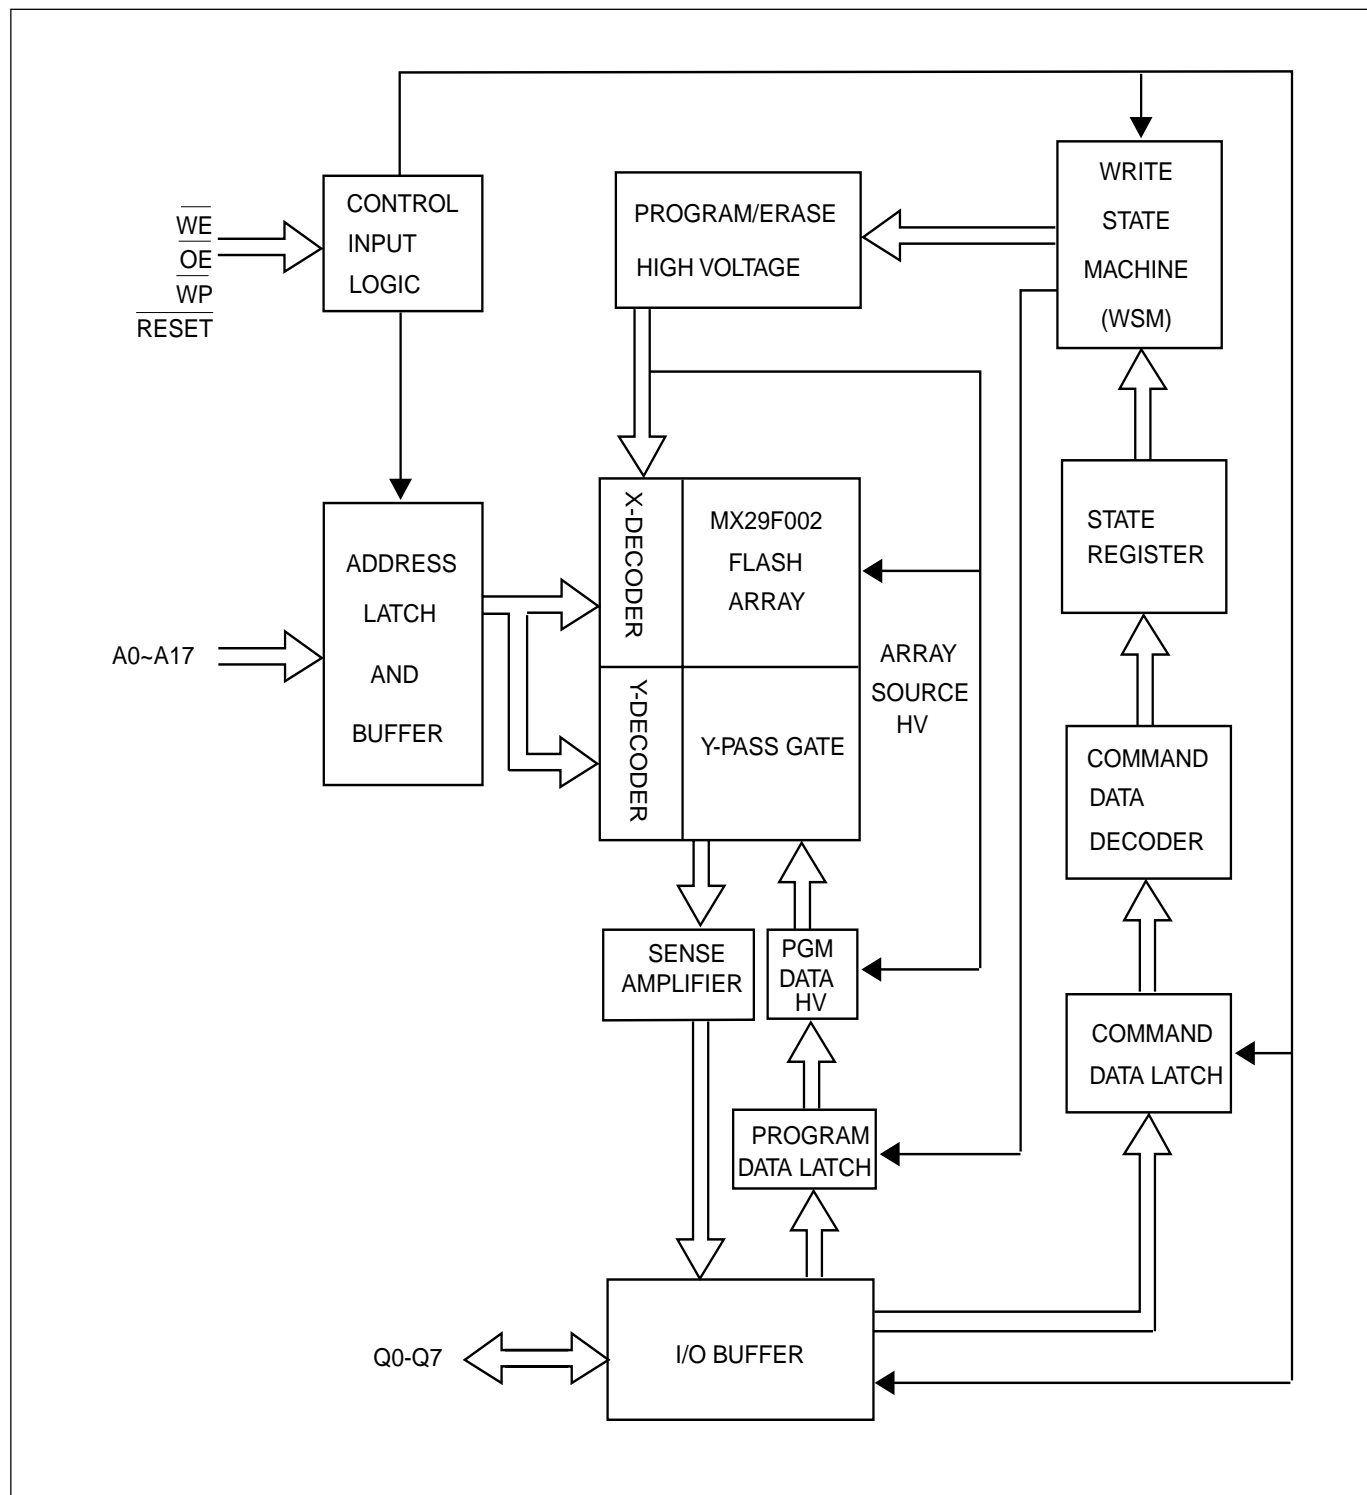 WRITE
STATE
MACHINE
(WSM)
CONTROL
INPUT
LOGIC
PROGRAM/ERASE
HIGH VOLTAGE
WE
OE
WP
RESET
X-DECODER
MX29F002
FLASH
ARRAY
STATE
REGISTER
ADDRESS
LATCH
AND
BUFFER
A0~A17
ARRAY
SOURCE
HV
Y-DECODER
Y-PASS GATE
COMMAND
DATA
DECODER
SENSE
AMPLIFIER
PGM
DATA
HV
COMMAND
DATA LATCH
PROGRAM
DATA LATCH
Q0-Q7
I/O BUFFER